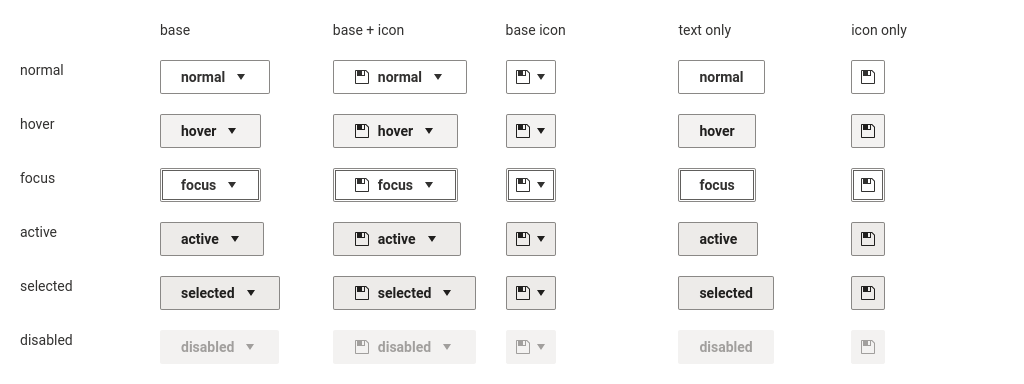 base base + icon base icon text only icon only
normal normal normal normal
hover hover hover hover
focus focus focus focus
active active active active
selected selected selected selected
disabled disabled disabled disabled